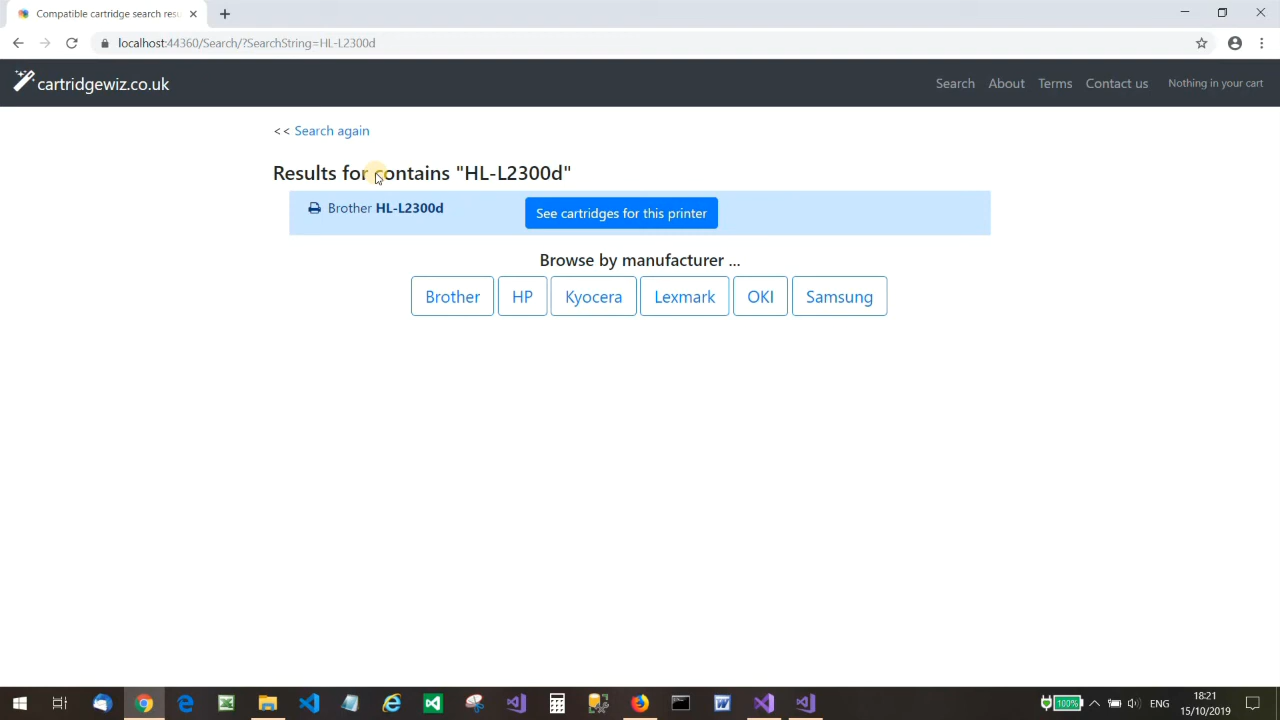 Compatible cartridge search resu
localhost:44360/Search/?SearchString=HL-L2300d
cartridgewiz.co.uk
Search About Terms Contact us Nothing in your cart
<< Search again
Results for contains "HL-L2300d"
Brother HL-L2300d See cartridges for this printer
Browse by manufacturer ...
Brother HP Kyocera Lexmark OKI Samsung
100% ENG 18:21
15/10/2019